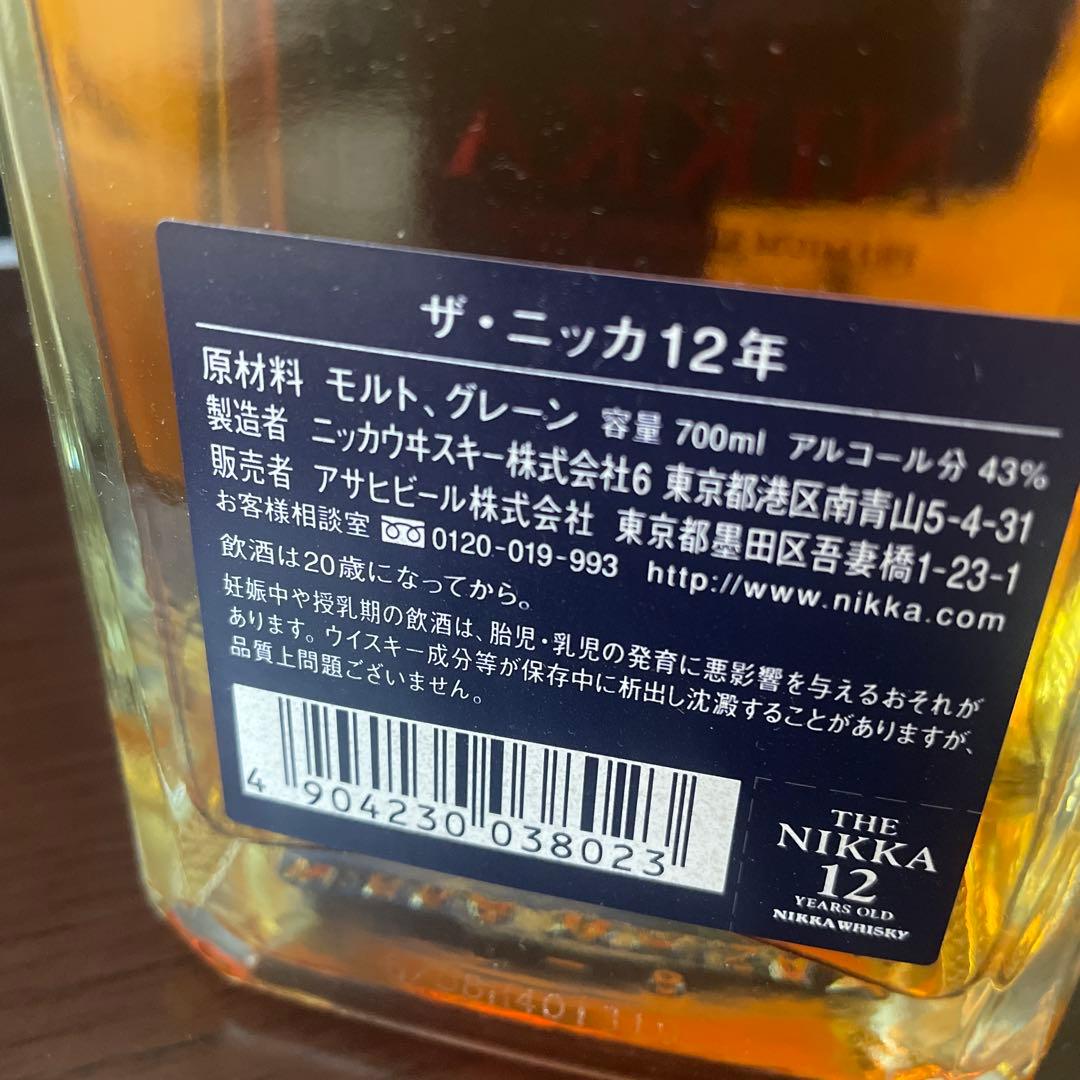 ザ・ニッカ12年
原材料 モルト、グレーン 容量 700ml アルコール分 43%
製造者 ニッカウヰスキー株式会社6 東京都港区南青山5-4-31
販売者 アサヒビール株式会社 東京都墨田区吾妻橋1-23-1
お客様相談室 0120-019-993 http://www.nikka.com
飲酒は20歳になってから。
妊娠中や授乳期の飲酒は、胎児・乳児の発育に悪影響を与えるおそれが
あります。ウイスキー成分等が保存中に析出し沈澱することがありますが、
品質上問題ございません。
4 904230 038023
THE
NIKKA
12
YEARS OLD
NIKKA WHISKY